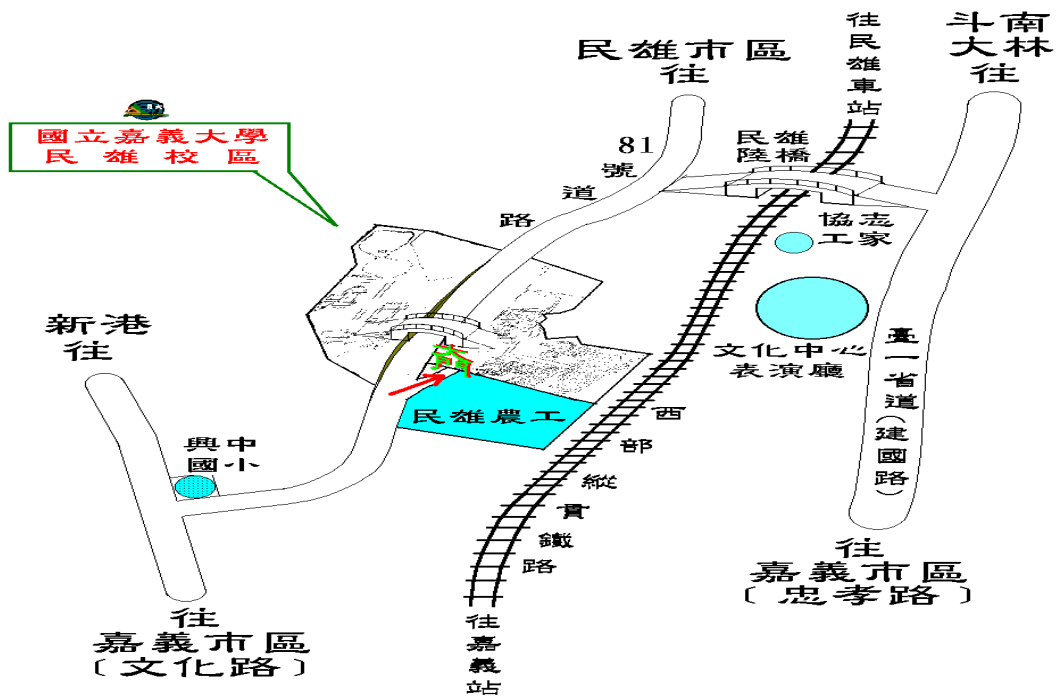 往民雄車站
斗南
大林
往
民雄市區
往
國立嘉義大學
民雄校區
81號道路
民雄
陸橋
協志
工家
新港
往
大門
文化中心
表演廳
臺一省道(建國路)
民雄農工
西部縱貫鐵路
興中
國小
往
嘉義市區
(忠孝路)
往
嘉義市區
(文化路)
往嘉義站